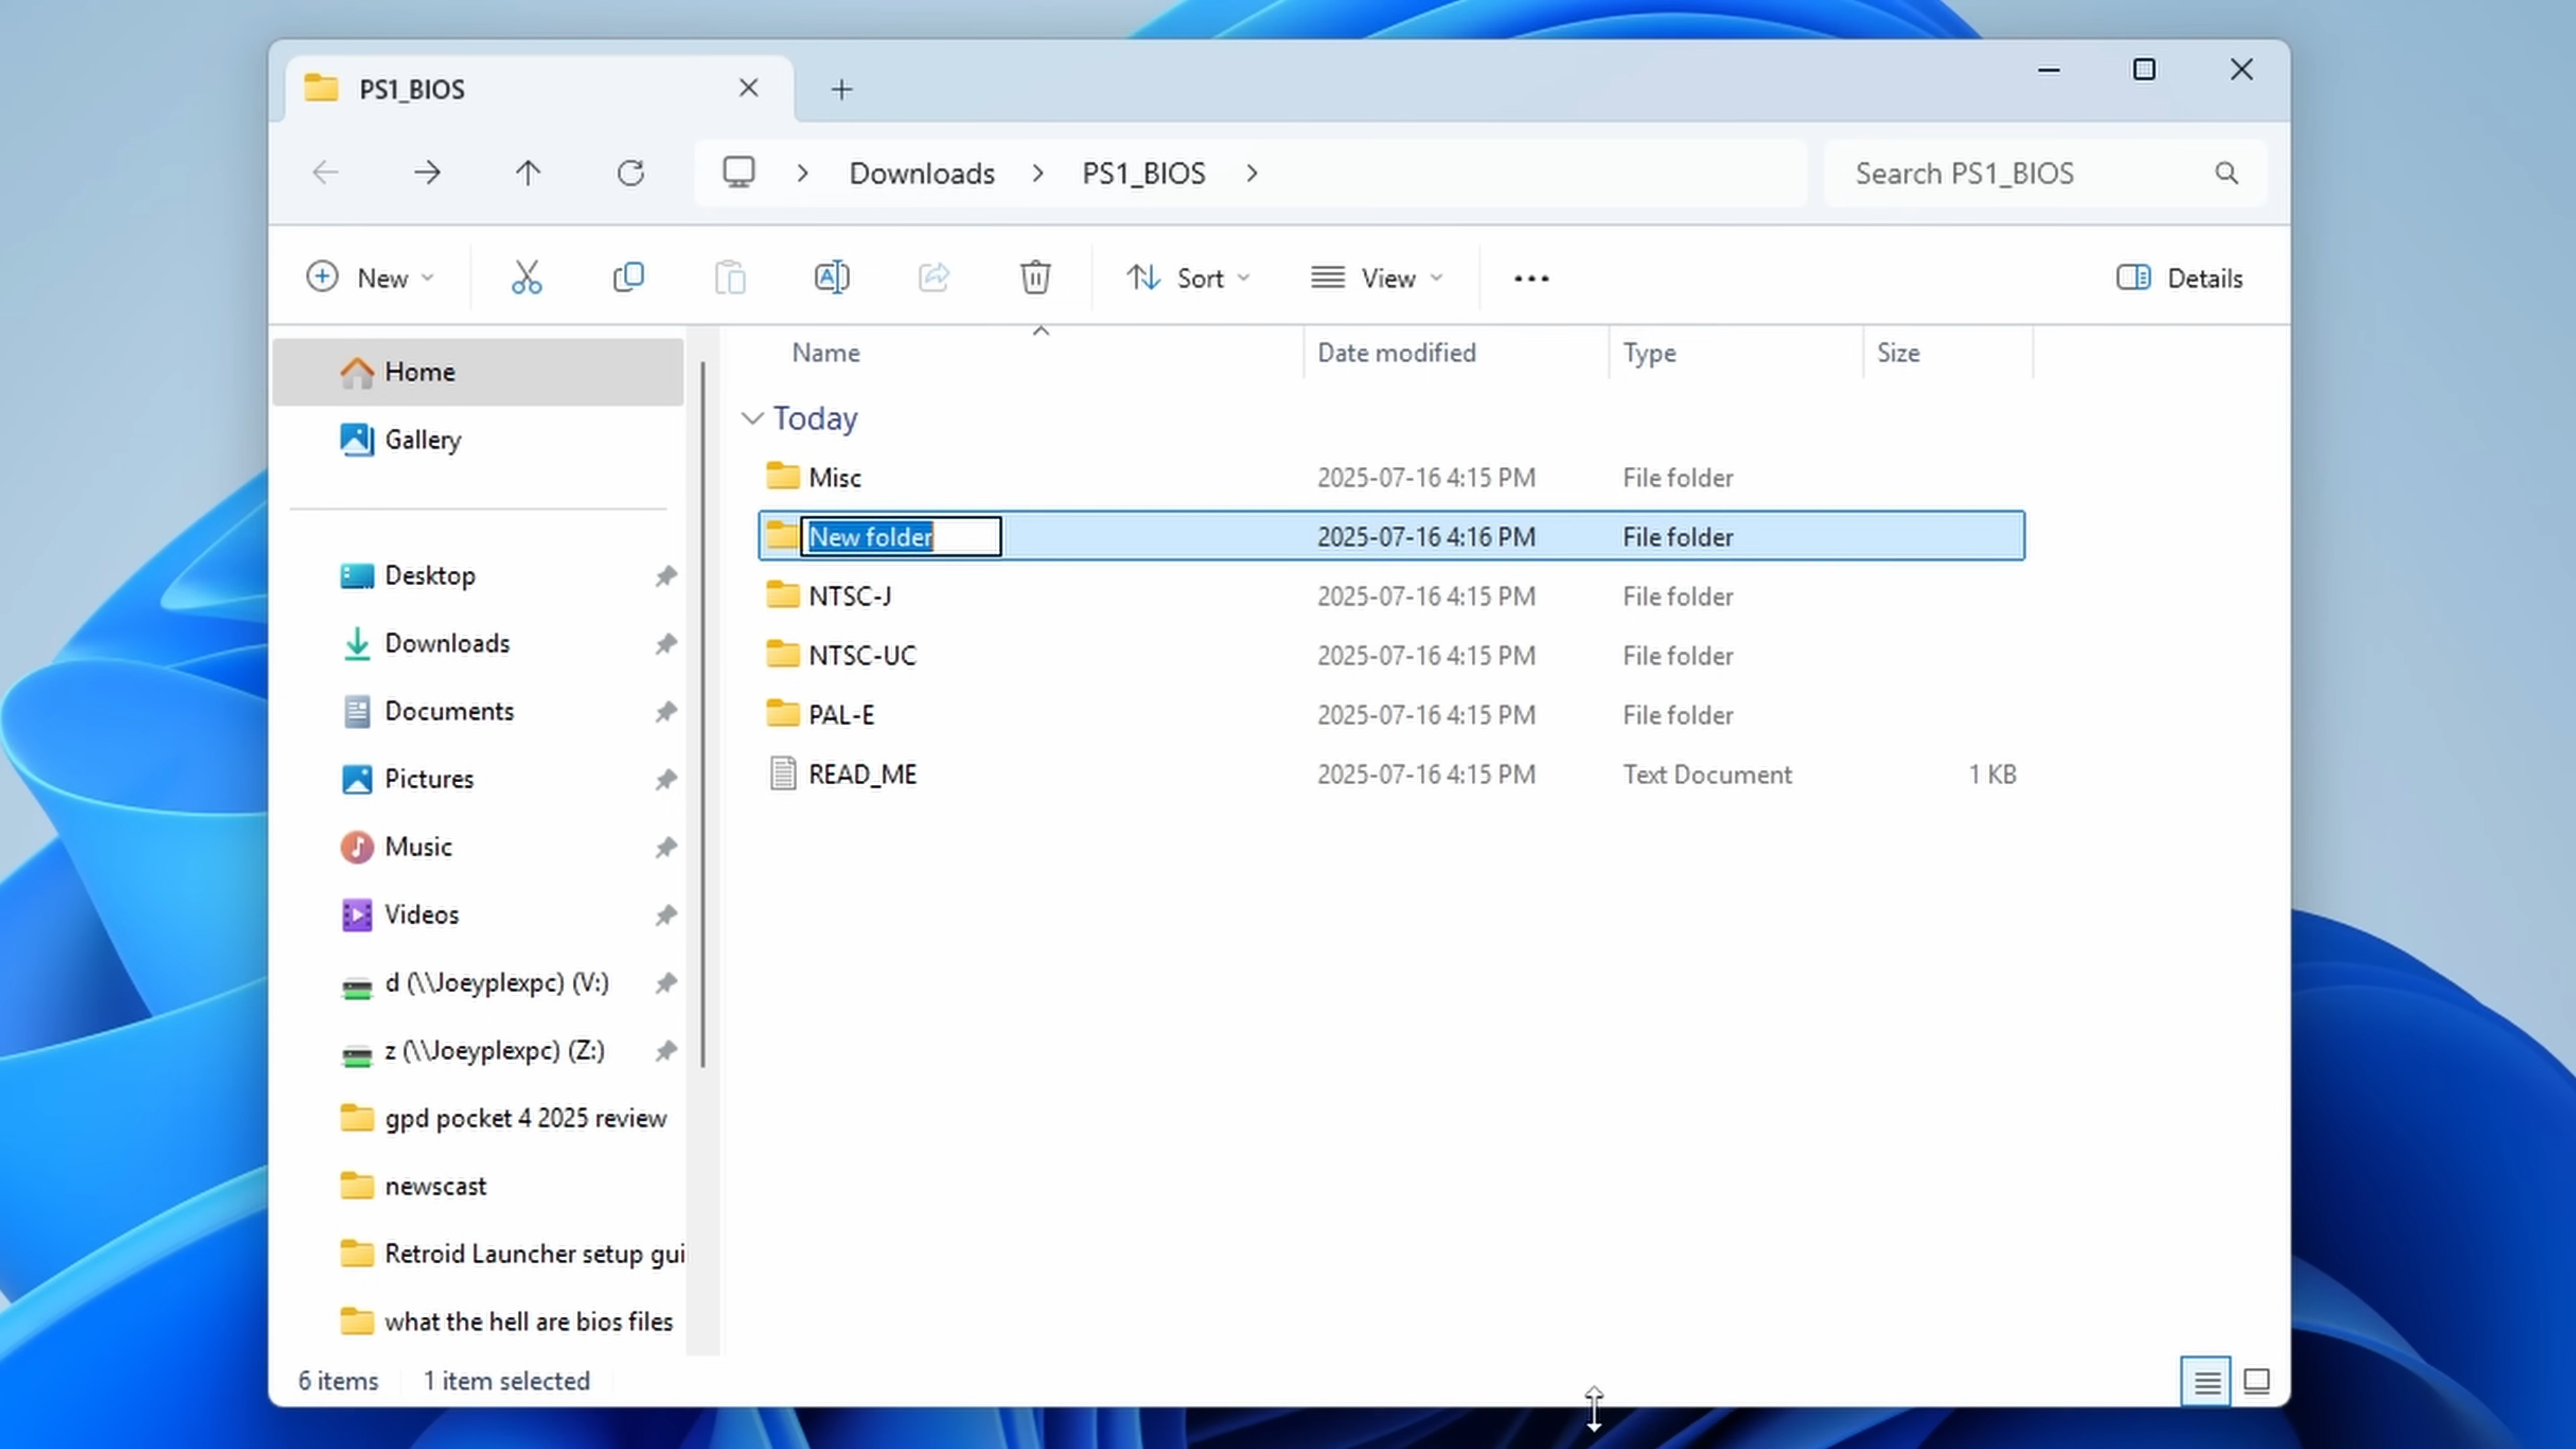 PS1_BIOS
Downloads
PS1_BIOS
Search PS1_BIOS
New
Sort
View
Details
Home
Gallery
Desktop
Downloads
Documents
Pictures
Music
Videos
d (\\Joeyplexpc) (V:)
z (\\Joeyplexpc) (Z:)
gpd pocket 4 2025 review
newscast
Retroid Launcher setup gui
what the hell are bios files
Name Date modified Type Size
Today
Misc 2025-07-16 4:15 PM File folder
New folder 2025-07-16 4:16 PM File folder
NTSC-J 2025-07-16 4:15 PM File folder
NTSC-UC 2025-07-16 4:15 PM File folder
PAL-E 2025-07-16 4:15 PM File folder
READ_ME 2025-07-16 4:15 PM Text Document 1 KB
6 items 1 item selected